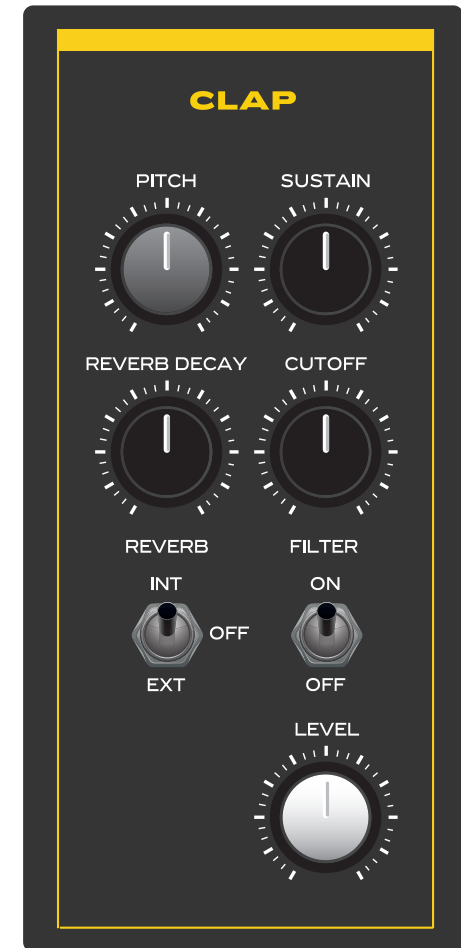 CLAP
PITCH SUSTAIN
REVERB DECAY CUTOFF
REVERB FILTER
INT ON
OFF
EXT OFF
LEVEL